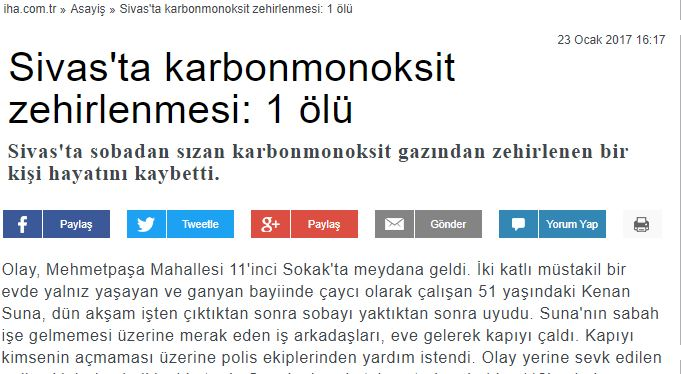 iha.com.tr » Asayiş » Sivas'ta karbonmonoksit zehirlenmesi: 1 ölü
23 Ocak 2017 16:17
Sivas'ta karbonmonoksit
zehirlenmesi: 1 ölü
Sivas'ta sobadan sızan karbonmonoksit gazından zehirlenen bir
kişi hayatını kaybetti.
Paylaş Tweetle g+ Paylaş Gönder Yorum Yap
Olay, Mehmetpaşa Mahallesi 11'inci Sokak'ta meydana geldi. İki katlı müstakil bir
evde yalnız yaşayan ve ganyan bayiinde çaycı olarak çalışan 51 yaşındaki Kenan
Suna, dün akşam işten çıktıktan sonra sobayı yaktıktan sonra uyudu. Suna'nın sabah
işe gelmemesi üzerine merak eden iş arkadaşları, eve gelerek kapıyı çaldı. Kapıyı
kimsenin açmaması üzerine polis ekiplerinden yardım istendi. Olay yerine sevk edilen